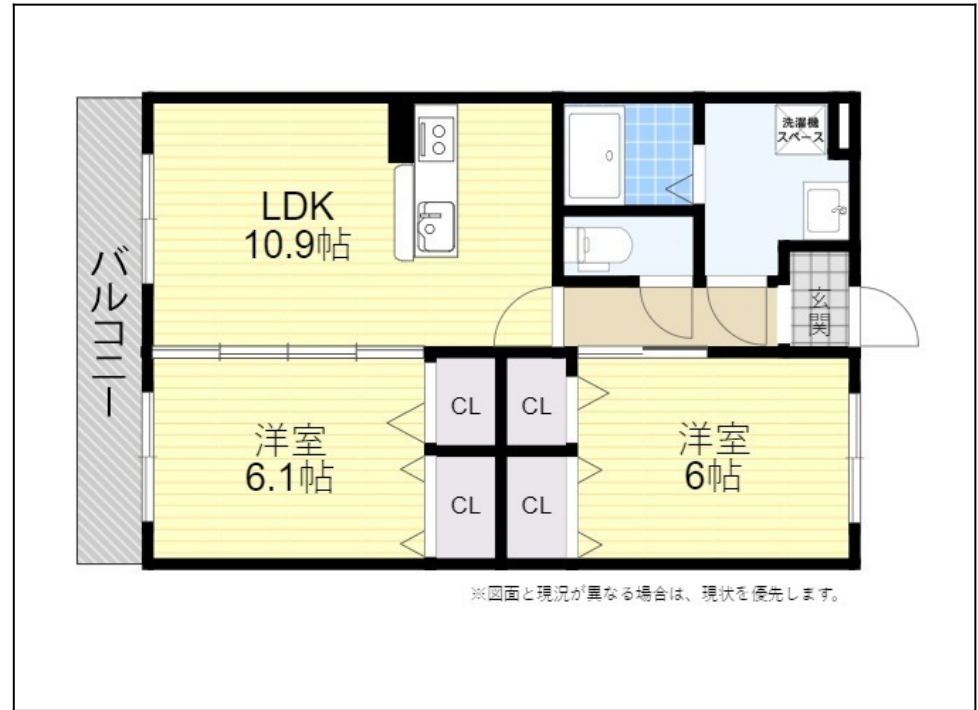 洗濯機
スペース
LDK
10.9帖
バルコニー
玄
関
CL
CL
洋室
6.1帖
洋室
6帖
CL
CL
※図面と現況が異なる場合は、現状を優先します。